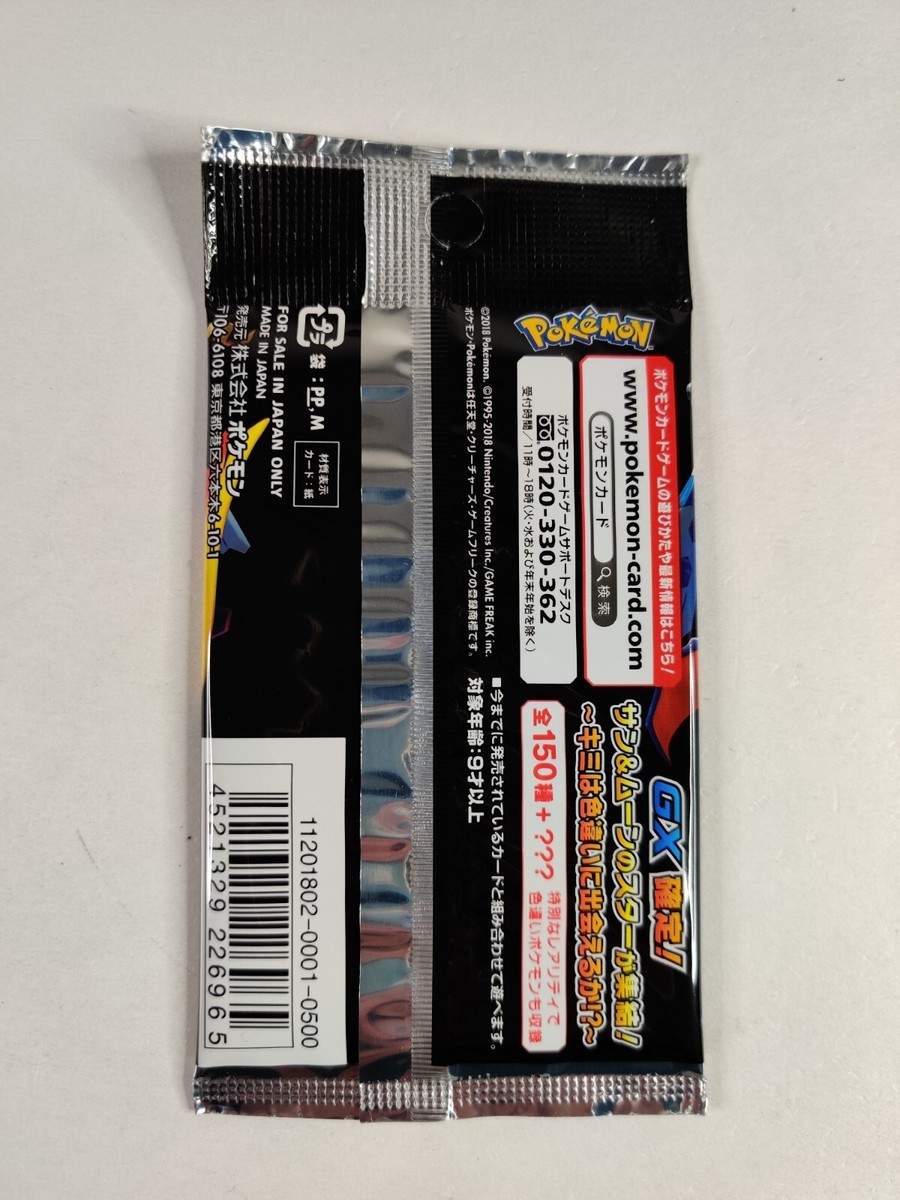 GX確定!
サン&ムーンのスターが集結!
~キミは色違いに出会えるか!?~
全150種+???
特別なレアリティで
色違いポケモンも収録
ポケモンカードゲームの遊びかたや最新情報はこちら!
www.pokemon-card.com
ポケモンカード 検索
ポケモンカードゲームサポートデスク
0120-330-362
受付時間/11時~18時(火・水および年末年始を除く)
POKéMON
■今までに発売されているカードと組み合わせて遊べます。
対象年齢:9才以上
©2018 Pokémon. ©1995-2018 Nintendo/Creatures Inc./GAME FREAK inc.
ポケモン・Pokémonは任天堂・クリーチャーズ・ゲームフリークの登録商標です。
プラ
袋:PP,M
材質表示
カード:紙
FOR SALE IN JAPAN ONLY
MADE IN JAPAN
発売元 株式会社ポケモン
〒106-6108 東京都港区六本木6-10-1
11201802-0001-0500
4521329 226965